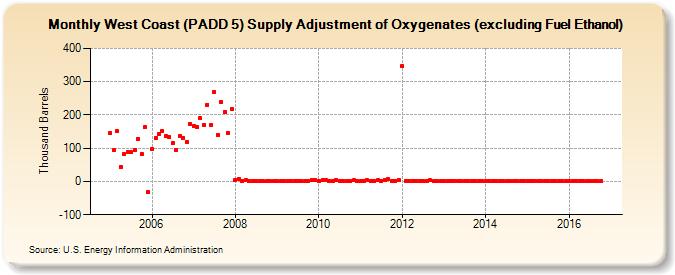 Monthly West Coast (PADD 5) Supply Adjustment of Oxygenates (excluding Fuel Ethanol)
Thousand Barrels
400
300
200
100
0
-100
2006 2008 2010 2012 2014 2016
Source: U.S. Energy Information Administration